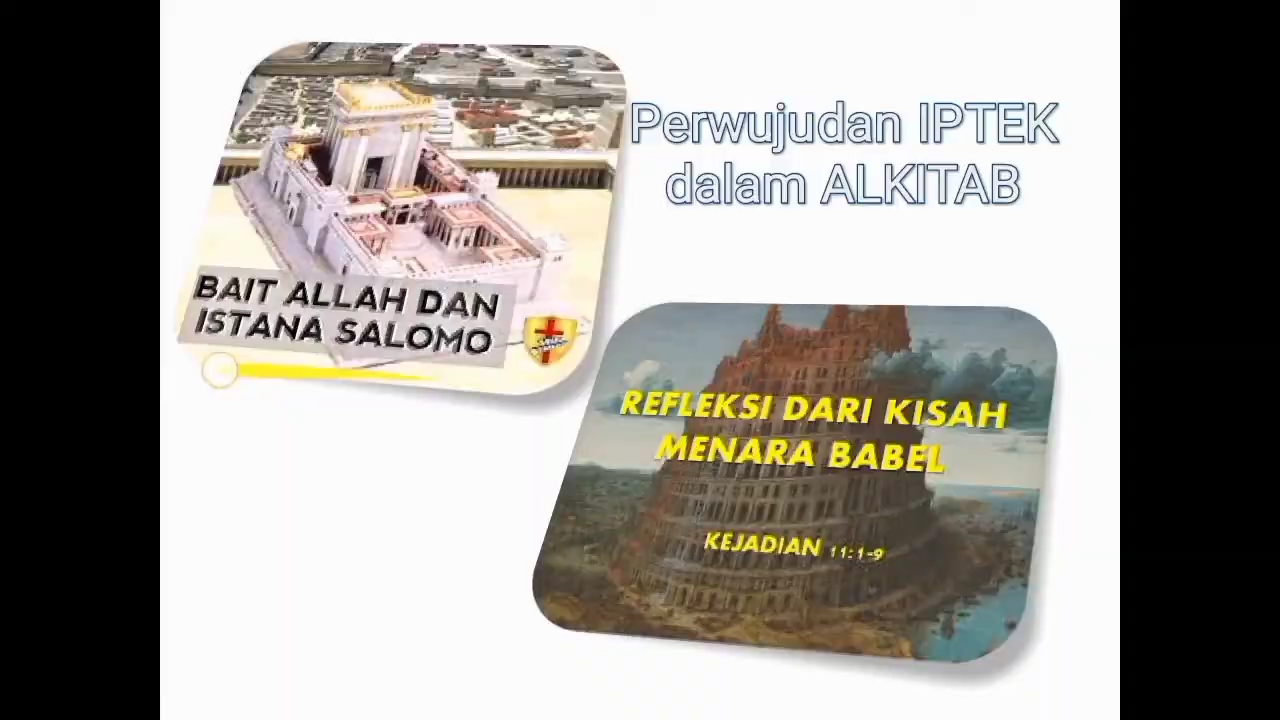 Perwujudan IPTEK
dalam ALKITAB
BAIT ALLAH DAN
ISTANA SALOMO
REFLEKSI DARI KISAH
MENARA BABEL
KEJADIAN 11:1-9